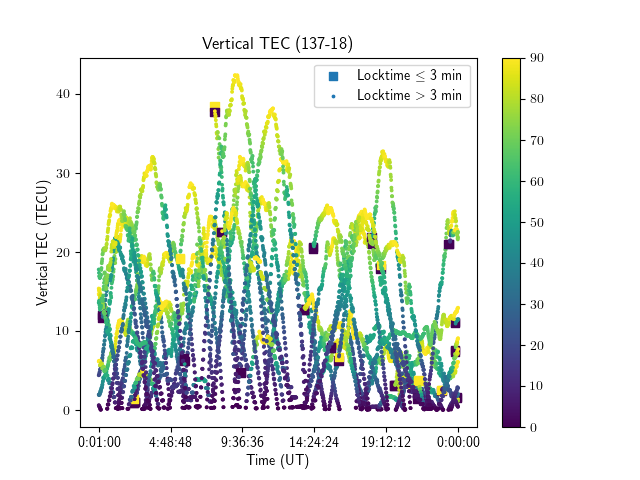 Vertical TEC (137-18)
Locktime ≤ 3 min
Locktime > 3 min
Vertical TEC (TECU)
40
30
20
10
0
0:01:00 4:48:48 9:36:36 14:24:24 19:12:12 0:00:00
Time (UT)
90
80
70
60
50
40
30
20
10
0